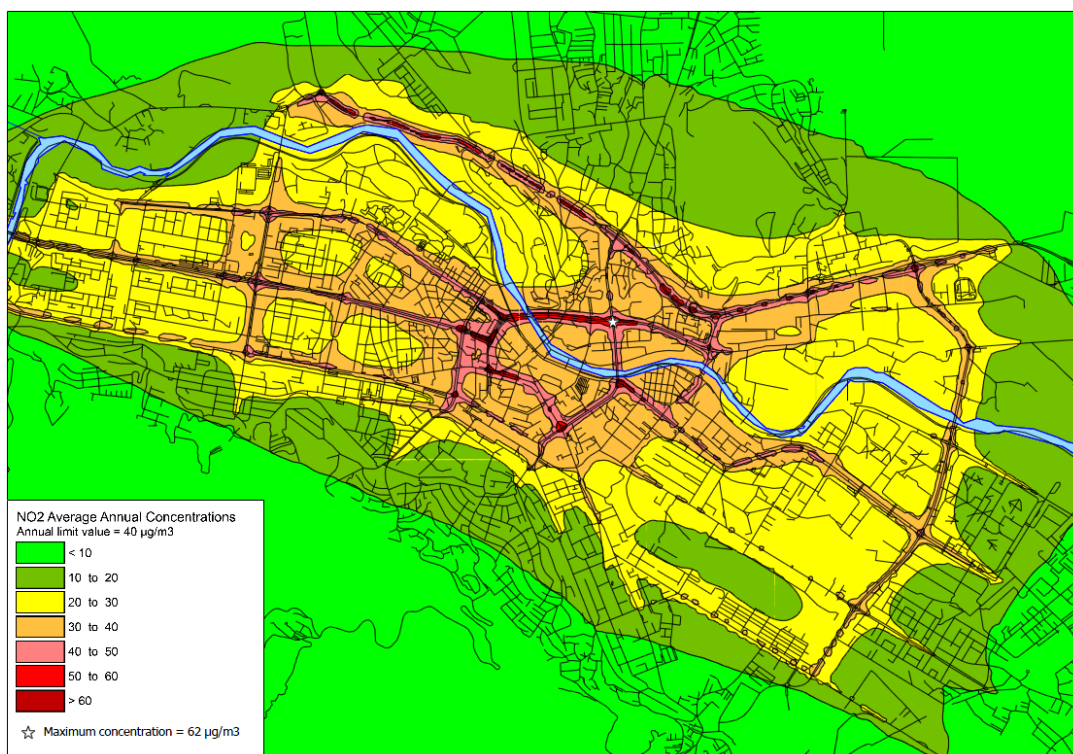 NO2 Average Annual Concentrations
Annual limit value = 40 µg/m3
< 10
10 to 20
20 to 30
30 to 40
40 to 50
50 to 60
> 60
Maximum concentration = 62 µg/m3